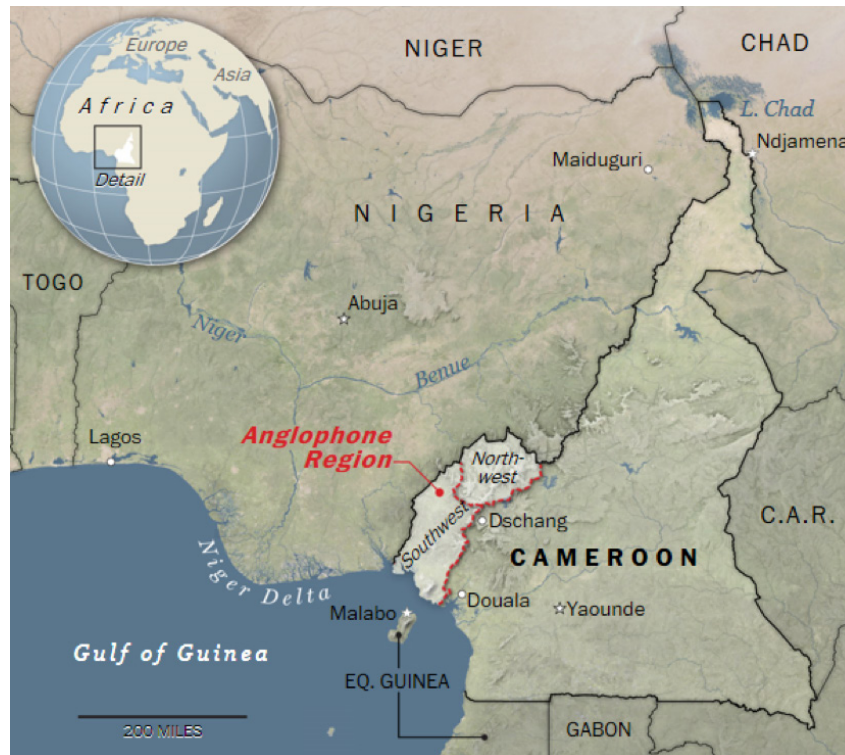 Europe
Asia
Africa
Detail
NIGER
CHAD
L. Chad
Ndjamena
Maiduguri
NIGERIA
TOGO
Abuja
Niger
Benue
Lagos
Anglophone
Region
North-
west
Southwest
Dschang
C.A.R.
CAMEROON
Niger Delta
Malabo
Douala
Yaounde
Gulf of Guinea
EQ. GUINEA
200 MILES
GABON